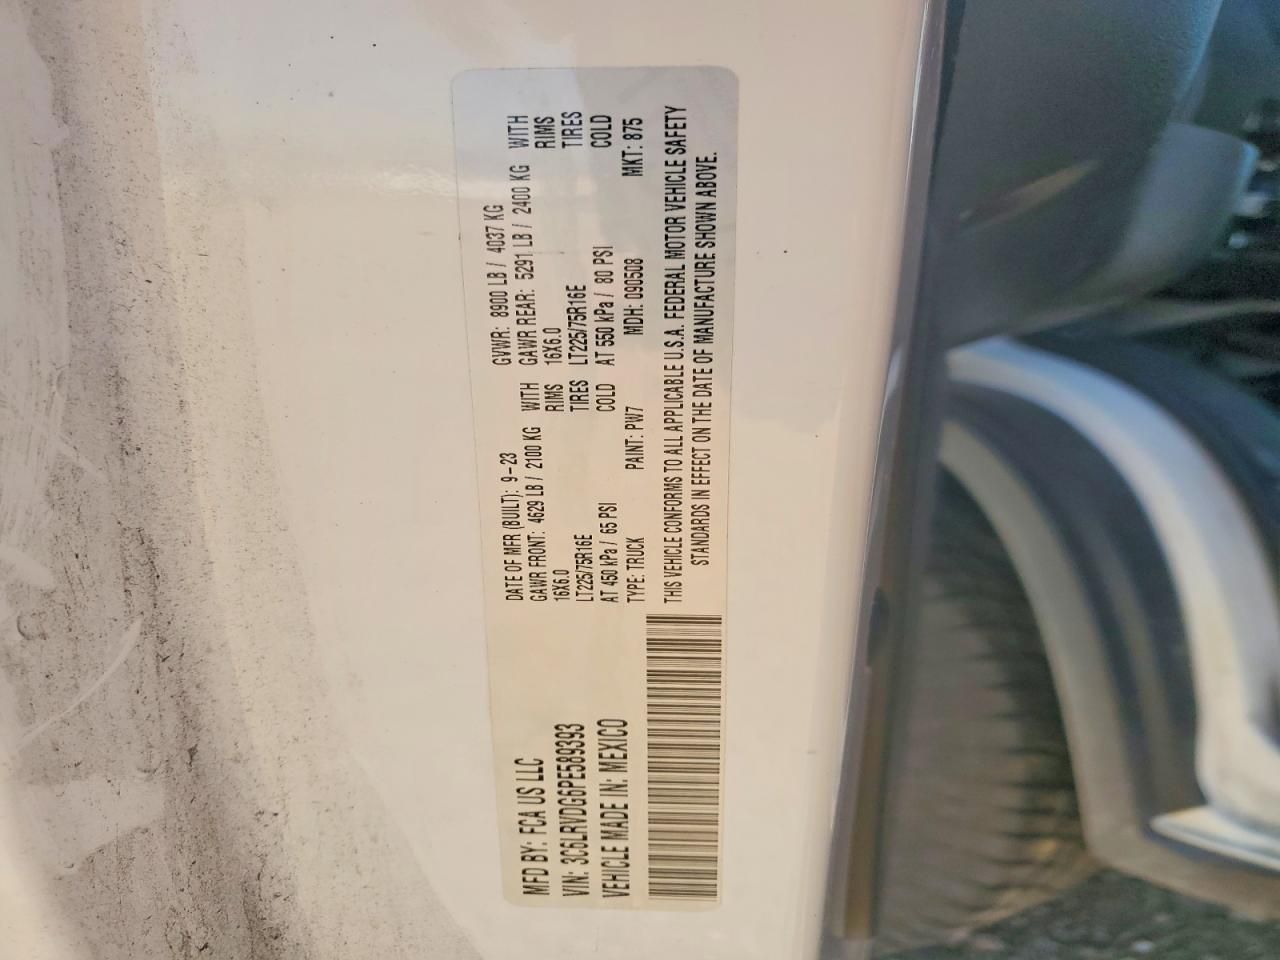 MFD BY: FCA US LLC
VIN: 3C6LRVDG6PE589393
VEHICLE MADE IN: MEXICO
DATE OF MFR (BUILT): 9-23 GVWR: 8900 LB / 4037 KG
GAWR FRONT: 4629 LB / 2100 KG WITH GAWR REAR: 5291 LB / 2400 KG WITH
16X6.0 RIMS 16X6.0 RIMS
LT225/75R16E TIRES LT225/75R16E TIRES
AT 450 kPa / 65 PSI COLD AT 550 kPa / 80 PSI COLD
TYPE: TRUCK PAINT: PW7 MDH: 090508 MKT: 875
THIS VEHICLE CONFORMS TO ALL APPLICABLE U.S.A. FEDERAL MOTOR VEHICLE SAFETY
STANDARDS IN EFFECT ON THE DATE OF MANUFACTURE SHOWN ABOVE.